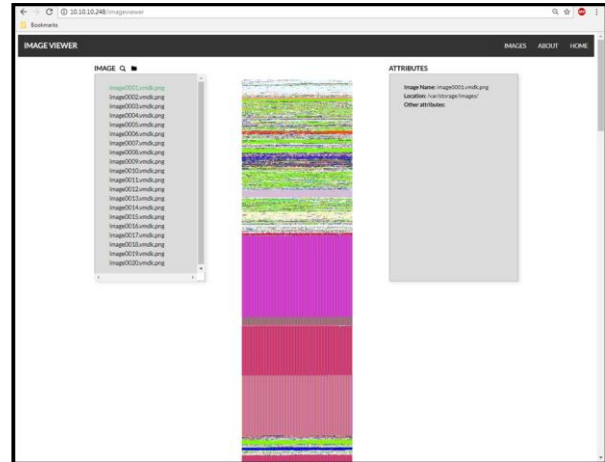 10.10.10.248/imageviewer
Bookmarks
IMAGE VIEWER
IMAGES ABOUT HOME
IMAGE
image0001.vmdk.png
image0002.vmdk.png
image0003.vmdk.png
image0004.vmdk.png
image0005.vmdk.png
image0006.vmdk.png
image0007.vmdk.png
image0008.vmdk.png
image0009.vmdk.png
image0010.vmdk.png
image0011.vmdk.png
image0012.vmdk.png
image0013.vmdk.png
image0014.vmdk.png
image0015.vmdk.png
image0016.vmdk.png
image0017.vmdk.png
image0018.vmdk.png
image0019.vmdk.png
image0020.vmdk.png
ATTRIBUTES
Image Name: image0001.vmdk.png
Location: /var/storage/images/
Other attributes: